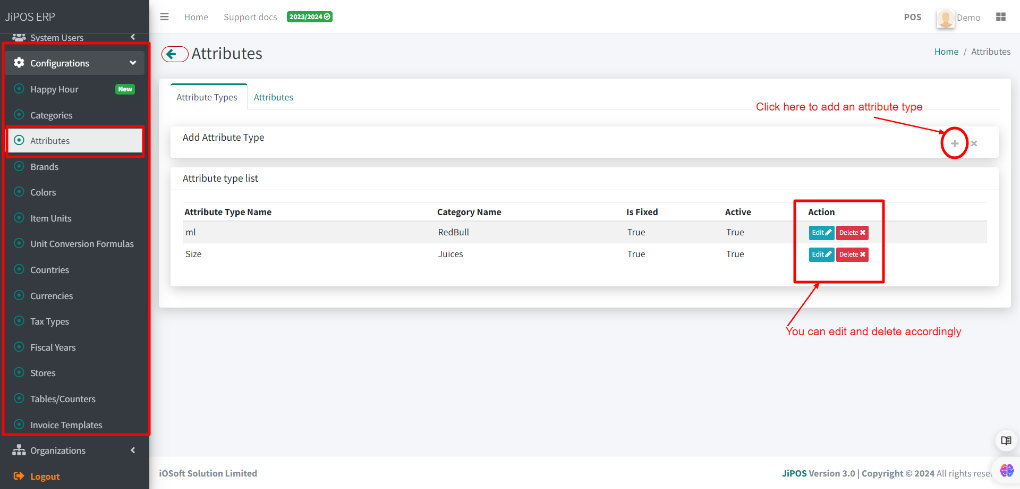 JiPOS ERP
Home Support docs 2023/2024
POS Demo
System Users
Configurations
Happy Hour New
Categories
Attributes
Brands
Colors
Item Units
Unit Conversion Formulas
Countries
Currencies
Tax Types
Fiscal Years
Stores
Tables/Counters
Invoice Templates
Organizations
Logout
Attributes
Home / Attributes
Attribute Types Attributes
Click here to add an attribute type
Add Attribute Type
Attribute type list
Attribute Type Name Category Name Is Fixed Active Action
ml RedBull True True Edit Delete
Size Juices True True Edit Delete
You can edit and delete accordingly
iOSoft Solution Limited
JiPOS Version 3.0 | Copyright © 2024 All rights